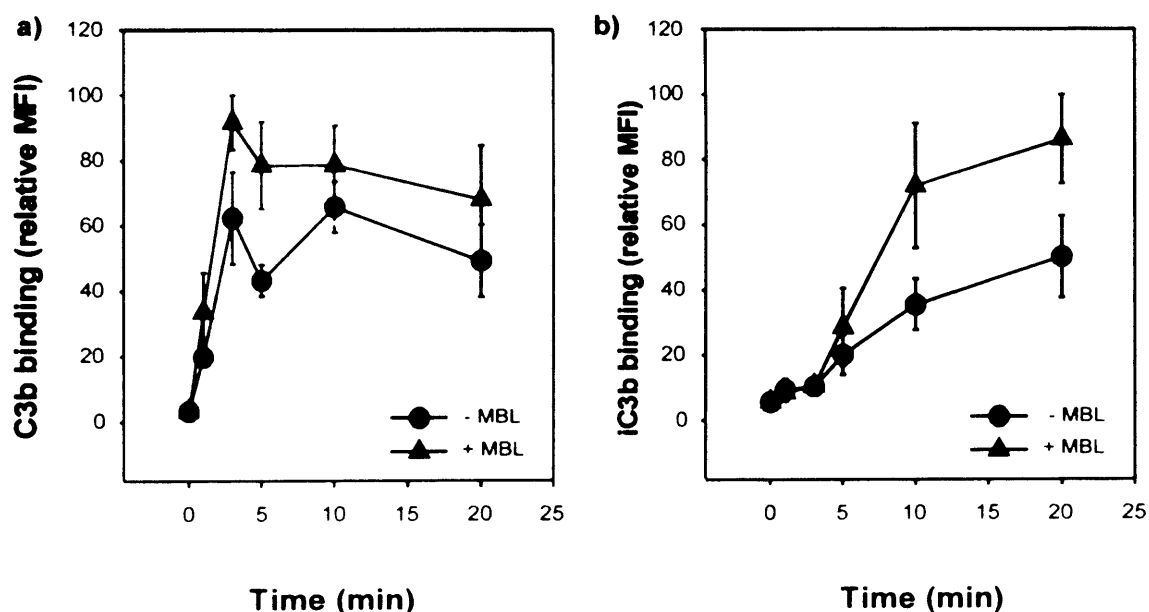 a)
C3b binding (relative MFI)
120
100
80
60
40
20
0
- MBL
+ MBL
0 5 10 15 20 25
Time (min)
b)
iC3b binding (relative MFI)
120
100
80
60
40
20
0
- MBL
+ MBL
0 5 10 15 20 25
Time (min)